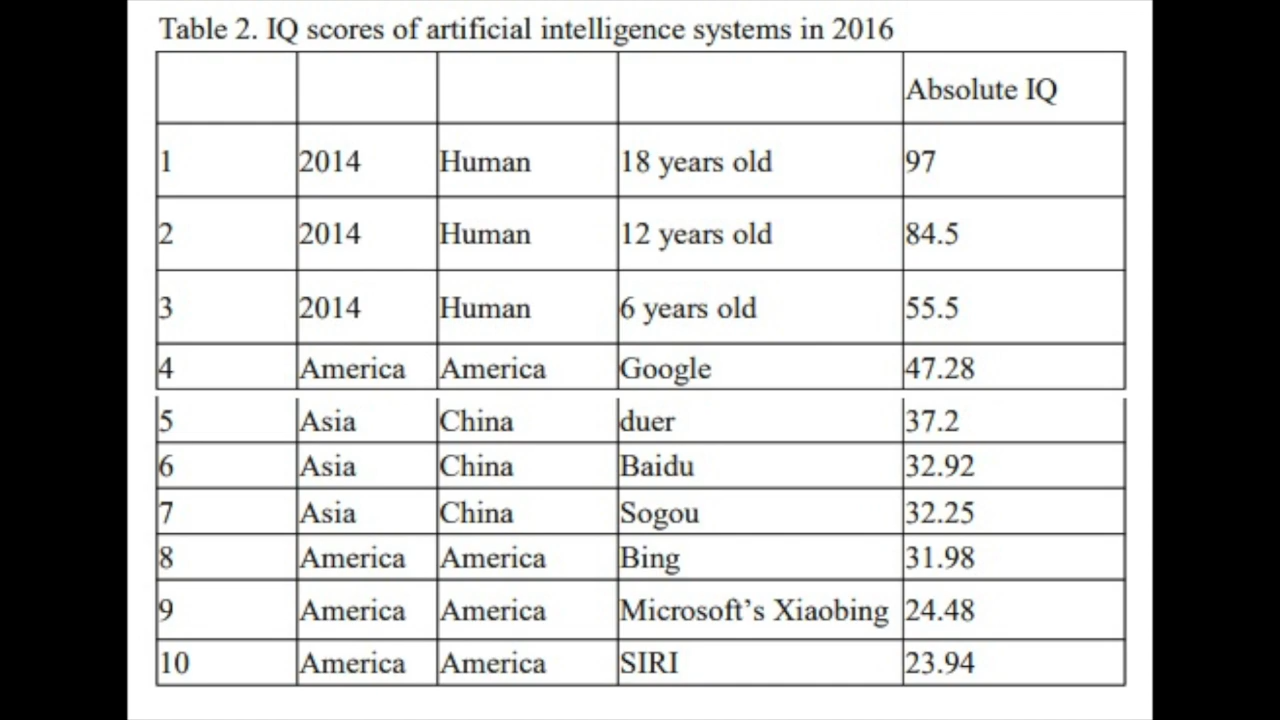 Table 2. IQ scores of artificial intelligence systems in 2016
Absolute IQ
1 2014 Human 18 years old 97
2 2014 Human 12 years old 84.5
3 2014 Human 6 years old 55.5
4 America America Google 47.28
5 Asia China duer 37.2
6 Asia China Baidu 32.92
7 Asia China Sogou 32.25
8 America America Bing 31.98
9 America America Microsoft’s Xiaobing 24.48
10 America America SIRI 23.94